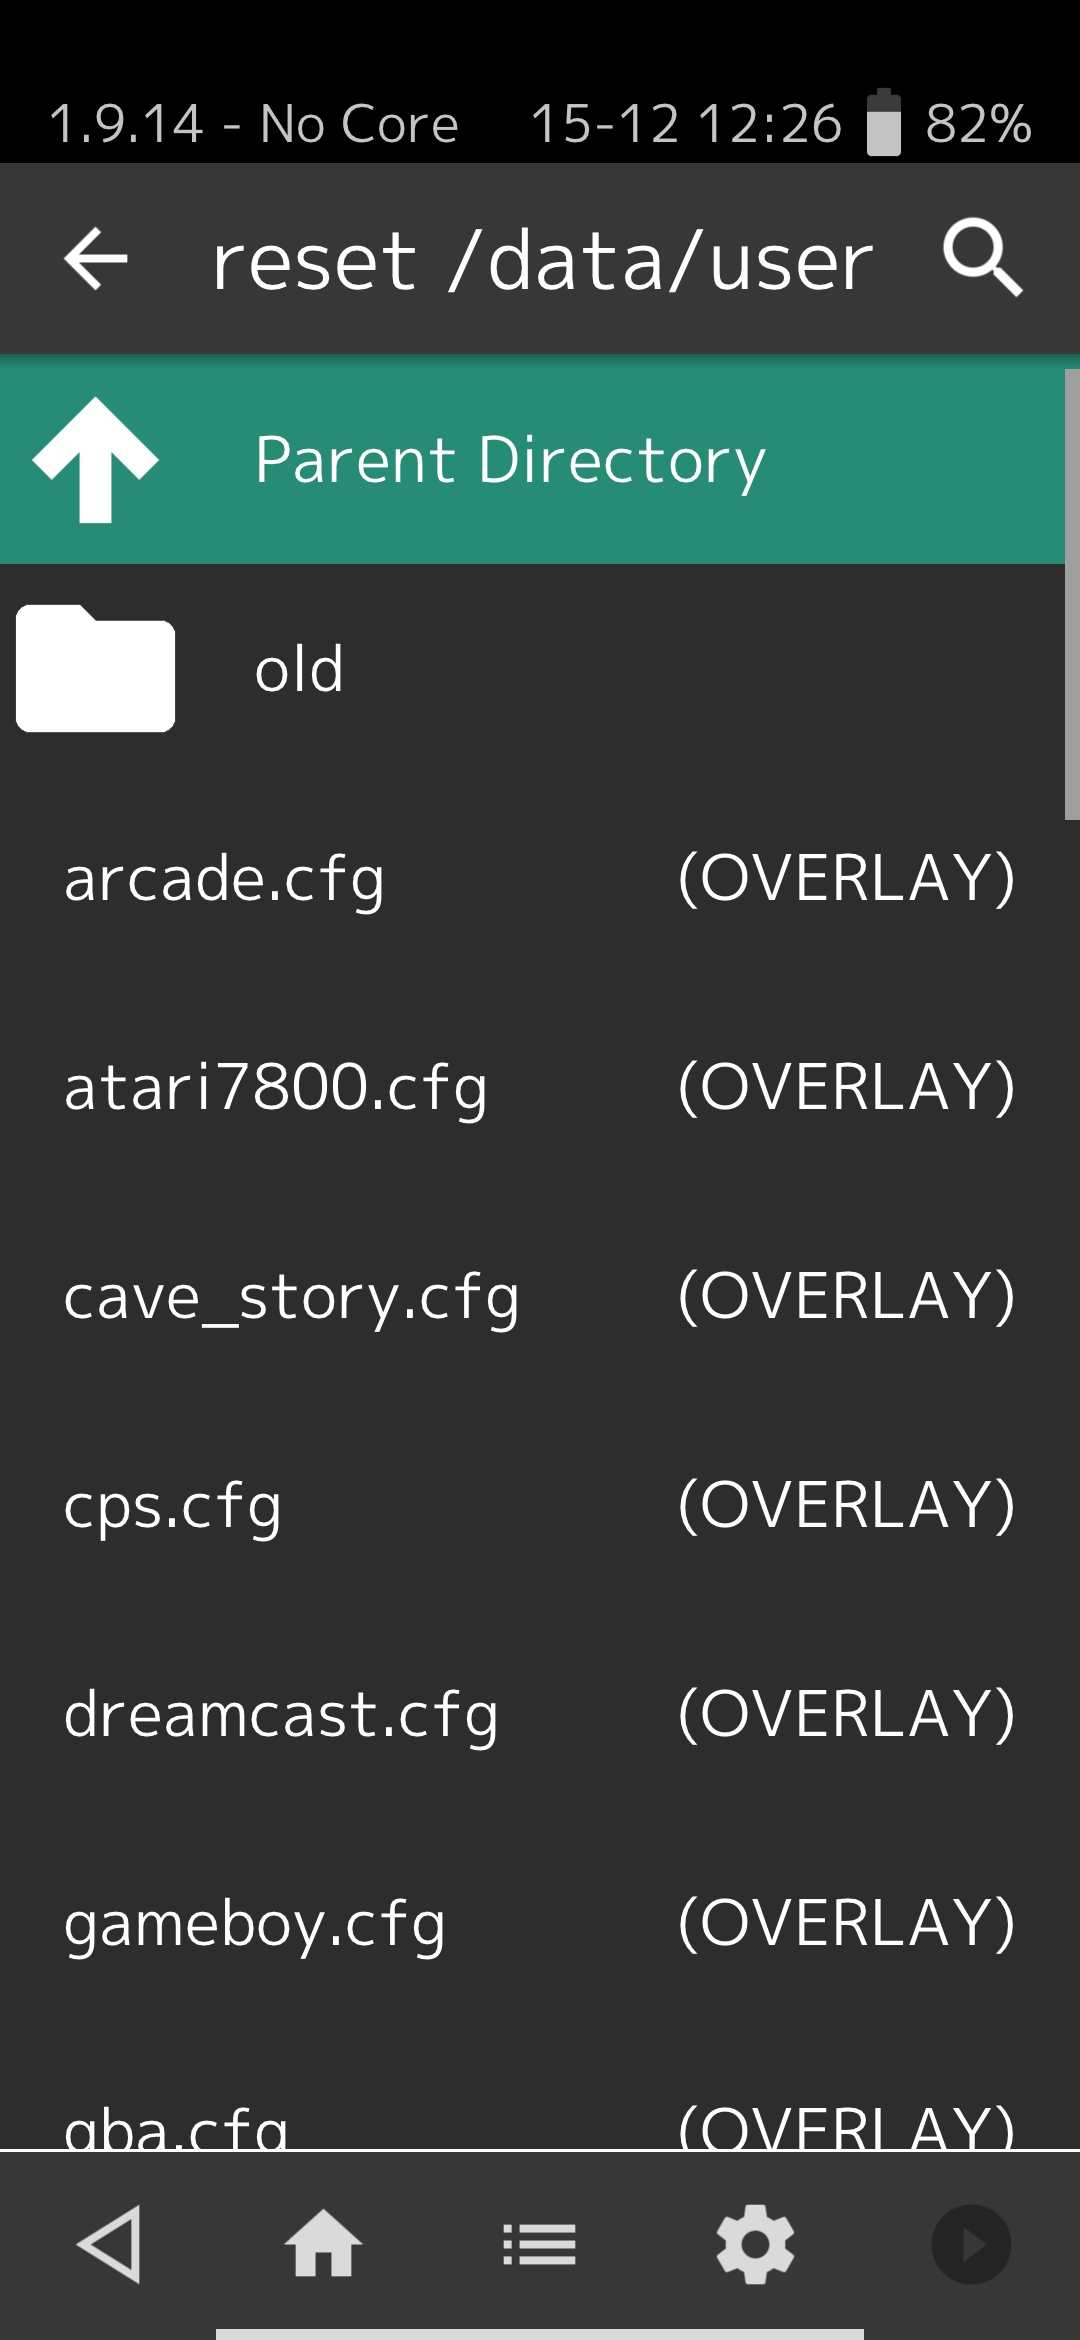 1.9.14 - No Core 15-12 12:26 82%
reset /data/user
Parent Directory
old
arcade.cfg (OVERLAY)
atari7800.cfg (OVERLAY)
cave_story.cfg (OVERLAY)
cps.cfg (OVERLAY)
dreamcast.cfg (OVERLAY)
gameboy.cfg (OVERLAY)
gba.cfg (OVERLAY)